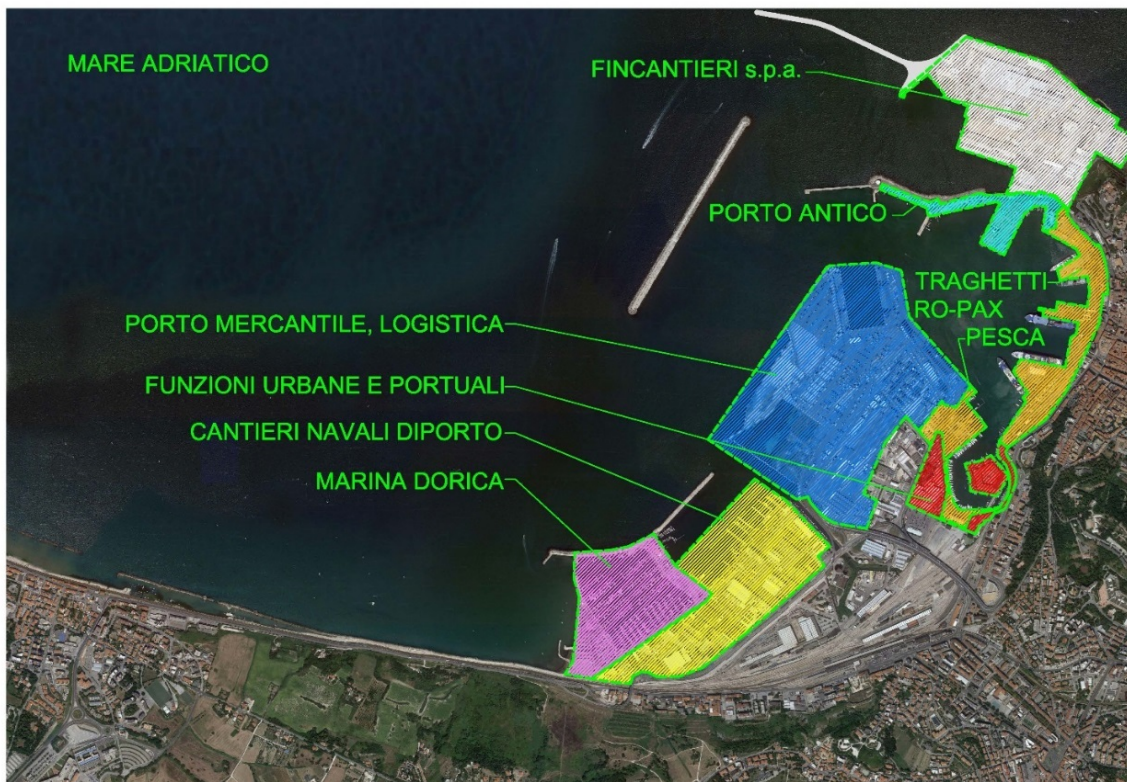 MARE ADRIATICO
FINCANTIERI s.p.a.
PORTO ANTICO
TRAGHETTI
RO-PAX
PESCA
PORTO MERCANTILE, LOGISTICA
FUNZIONI URBANE E PORTUALI
CANTIERI NAVALI DIPORTO
MARINA DORICA